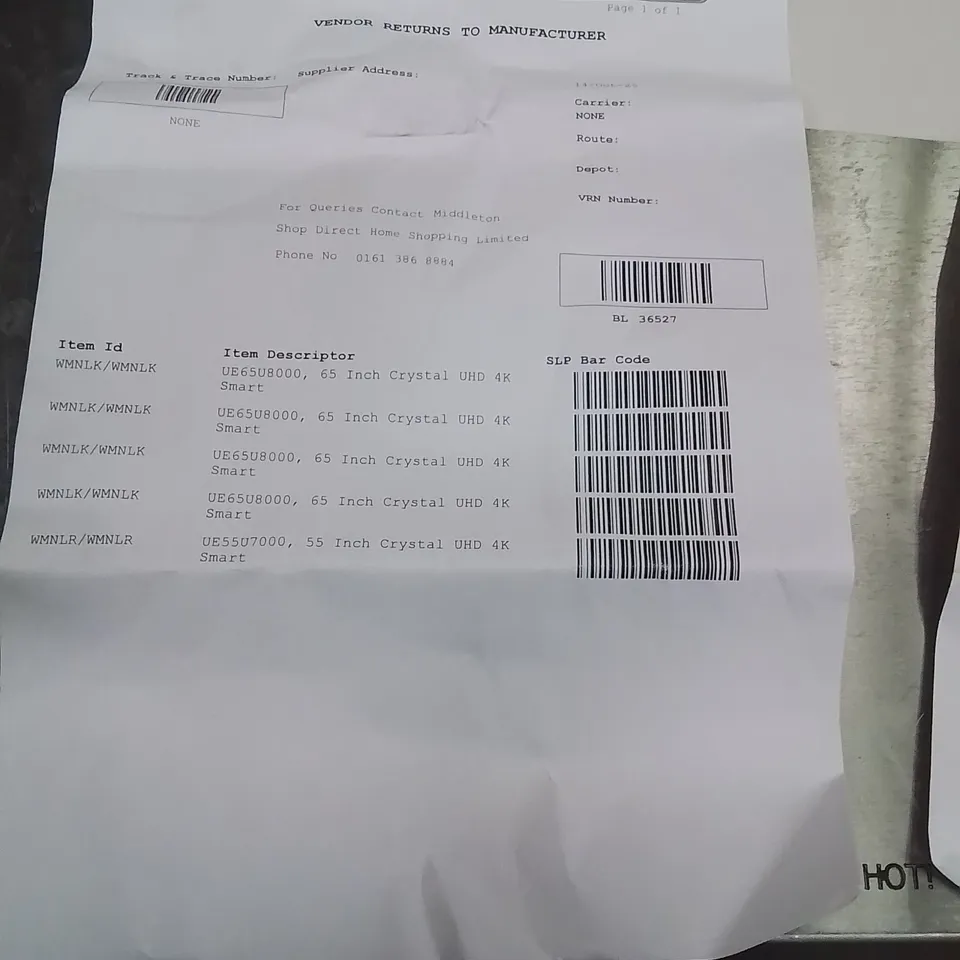 Page 1 of 1
VENDOR RETURNS TO MANUFACTURER
Track & Trace Number:
Supplier Address:
NONE
Carrier:
NONE
Route:
Depot:
VRN Number:
For Queries Contact Middleton
Shop Direct Home Shopping Limited
Phone No 0161 386 8884
BL 36527
Item Id
Item Descriptor
SLP Bar Code
WMNLK/WMNLK
UE65U8000, 65 Inch Crystal UHD 4K
Smart
WMNLK/WMNLK
UE65U8000, 65 Inch Crystal UHD 4K
Smart
WMNLK/WMNLK
UE65U8000, 65 Inch Crystal UHD 4K
Smart
WMNLK/WMNLK
UE65U8000, 65 Inch Crystal UHD 4K
Smart
WMNLR/WMNLR
UE55U7000, 55 Inch Crystal UHD 4K
Smart
HOT!